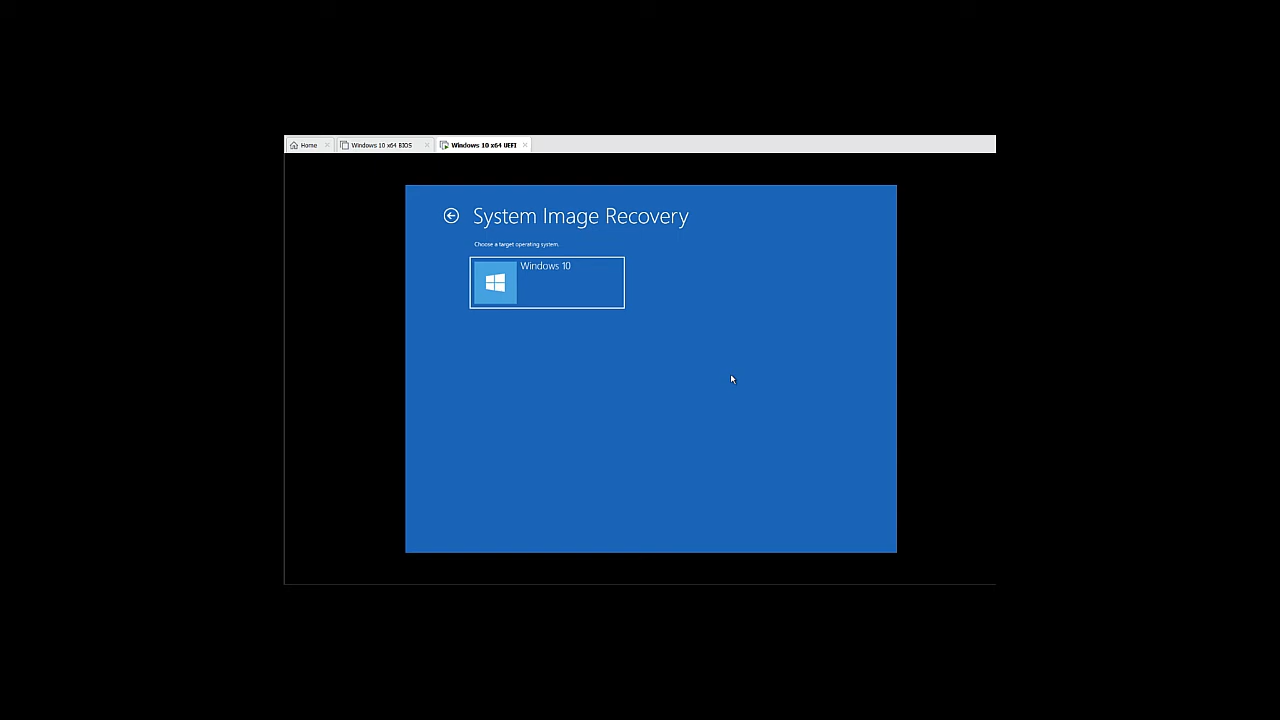 Home
Windows 10 x64 BIOS
Windows 10 x64 UEFI
System Image Recovery
Choose a target operating system.
Windows 10